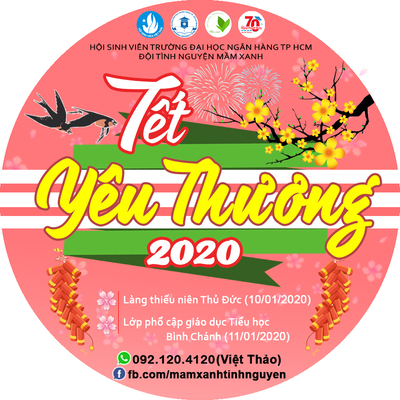 HỘI SINH VIÊN TRƯỜNG ĐẠI HỌC NGÂN HÀNG TP HCM
ĐỘI TÌNH NGUYỆN MẦM XANH
Tết
Yêu Thương
2020
Làng thiếu niên Thủ Đức (10/01/2020)
Lớp phổ cập giáo dục Tiểu học
Bình Chánh (11/01/2020)
092.120.4120(Việt Thảo)
fb.com/mamxanhtinhnguyen